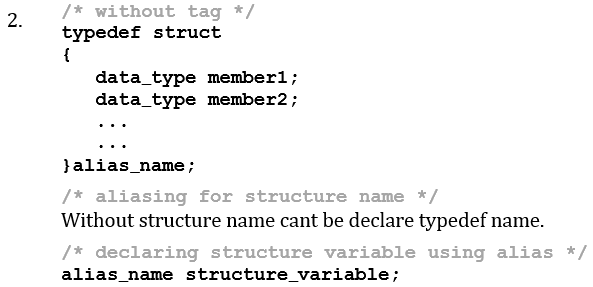 2. /* without tag */
typedef struct
{
data_type member1;
data_type member2;
...
...
}alias_name;
/* aliasing for structure name */
Without structure name cant be declare typedef name.
/* declaring structure variable using alias */
alias_name structure_variable;